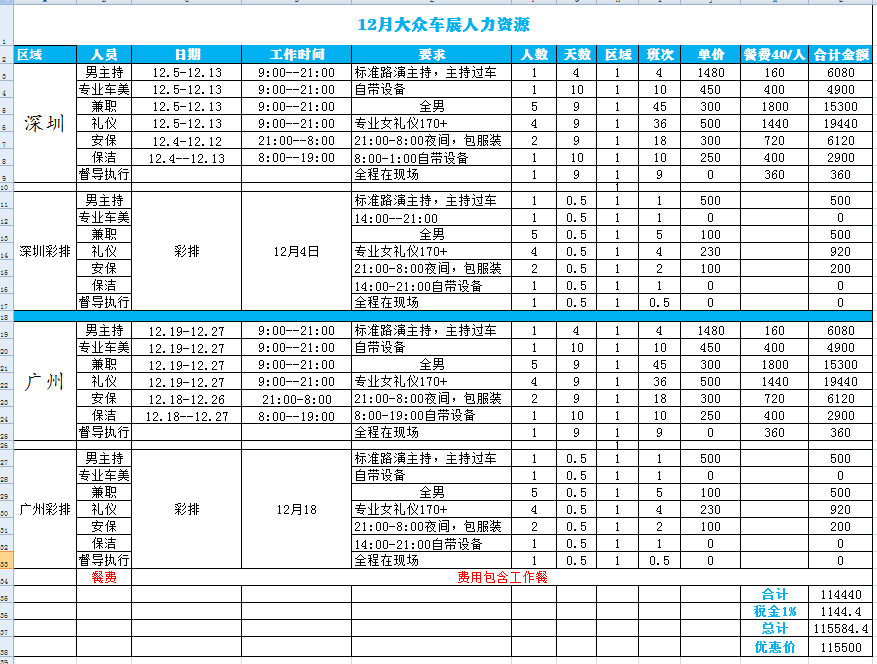 12月大众车展人力资源
区域 人员 日期 工作时间 要求 人数 天数 区域 班次 单价 餐费40/人 合计金额
深圳 男主持 12.5-12.13 9:00--21:00 标准路演主持，主持过车 1 4 1 4 1480 160 6080
专业车美 12.5-12.13 9:00--21:00 自带设备 1 10 1 10 450 400 4900
兼职 12.5-12.13 9:00--21:00 全男 5 9 1 45 300 1800 15300
礼仪 12.5-12.13 9:00--21:00 专业女礼仪170+ 4 9 1 36 500 1440 19440
安保 12.4-12.12 21:00--8:00 21:00-8:00夜间，包服装 2 9 1 18 300 720 6120
保洁 12.4--12.13 8:00--19:00 8:00-1:00自带设备 1 10 1 10 250 400 2900
督导执行 全程在现场 1 9 1 9 0 360 360
1
深圳彩排 男主持 彩排 12月4日 标准路演主持，主持过车 1 0.5 1 1 500 500
专业车美 14:00--21:00 1 0.5 1 1 0 0
兼职 全男 5 0.5 1 5 100 500
礼仪 专业女礼仪170+ 4 0.5 1 4 230 920
安保 21:00-8:00夜间，包服装 2 0.5 1 2 100 200
保洁 14:00-21:00自带设备 1 0.5 1 1 0 0
督导执行 全程在现场 1 0.5 1 0.5 0 0
广州 男主持 12.19-12.27 9:00--21:00 标准路演主持，主持过车 1 4 1 4 1480 160 6080
专业车美 12.19-12.27 9:00--21:00 自带设备 1 10 1 10 450 400 4900
兼职 12.19-12.27 9:00--21:00 全男 5 9 1 45 300 1800 15300
礼仪 12.19-12.27 9:00--21:00 专业女礼仪170+ 4 9 1 36 500 1440 19440
安保 12.18-12.26 21:00-8:00 21:00-8:00夜间，包服装 2 9 1 18 300 720 6120
保洁 12.18--12.27 8:00--19:00 8:00-19:00自带设备 1 10 1 10 250 400 2900
督导执行 全程在现场 1 9 1 9 0 360 360
1
广州彩排 男主持 彩排 12月18 标准路演主持，主持过车 1 0.5 1 1 500 500
专业车美 自带设备 1 0.5 1 1 0 0
兼职 全男 5 0.5 1 5 100 500
礼仪 专业女礼仪170+ 4 0.5 1 4 230 920
安保 21:00-8:00夜间，包服装 2 0.5 1 2 100 200
保洁 14:00-21:00自带设备 1 0.5 1 1 0 0
督导执行 全程在现场 1 0.5 1 0.5 0 0
餐费 费用包含工作餐
合计 114440
税金1% 1144.4
总计 115584.4
优惠价 115500